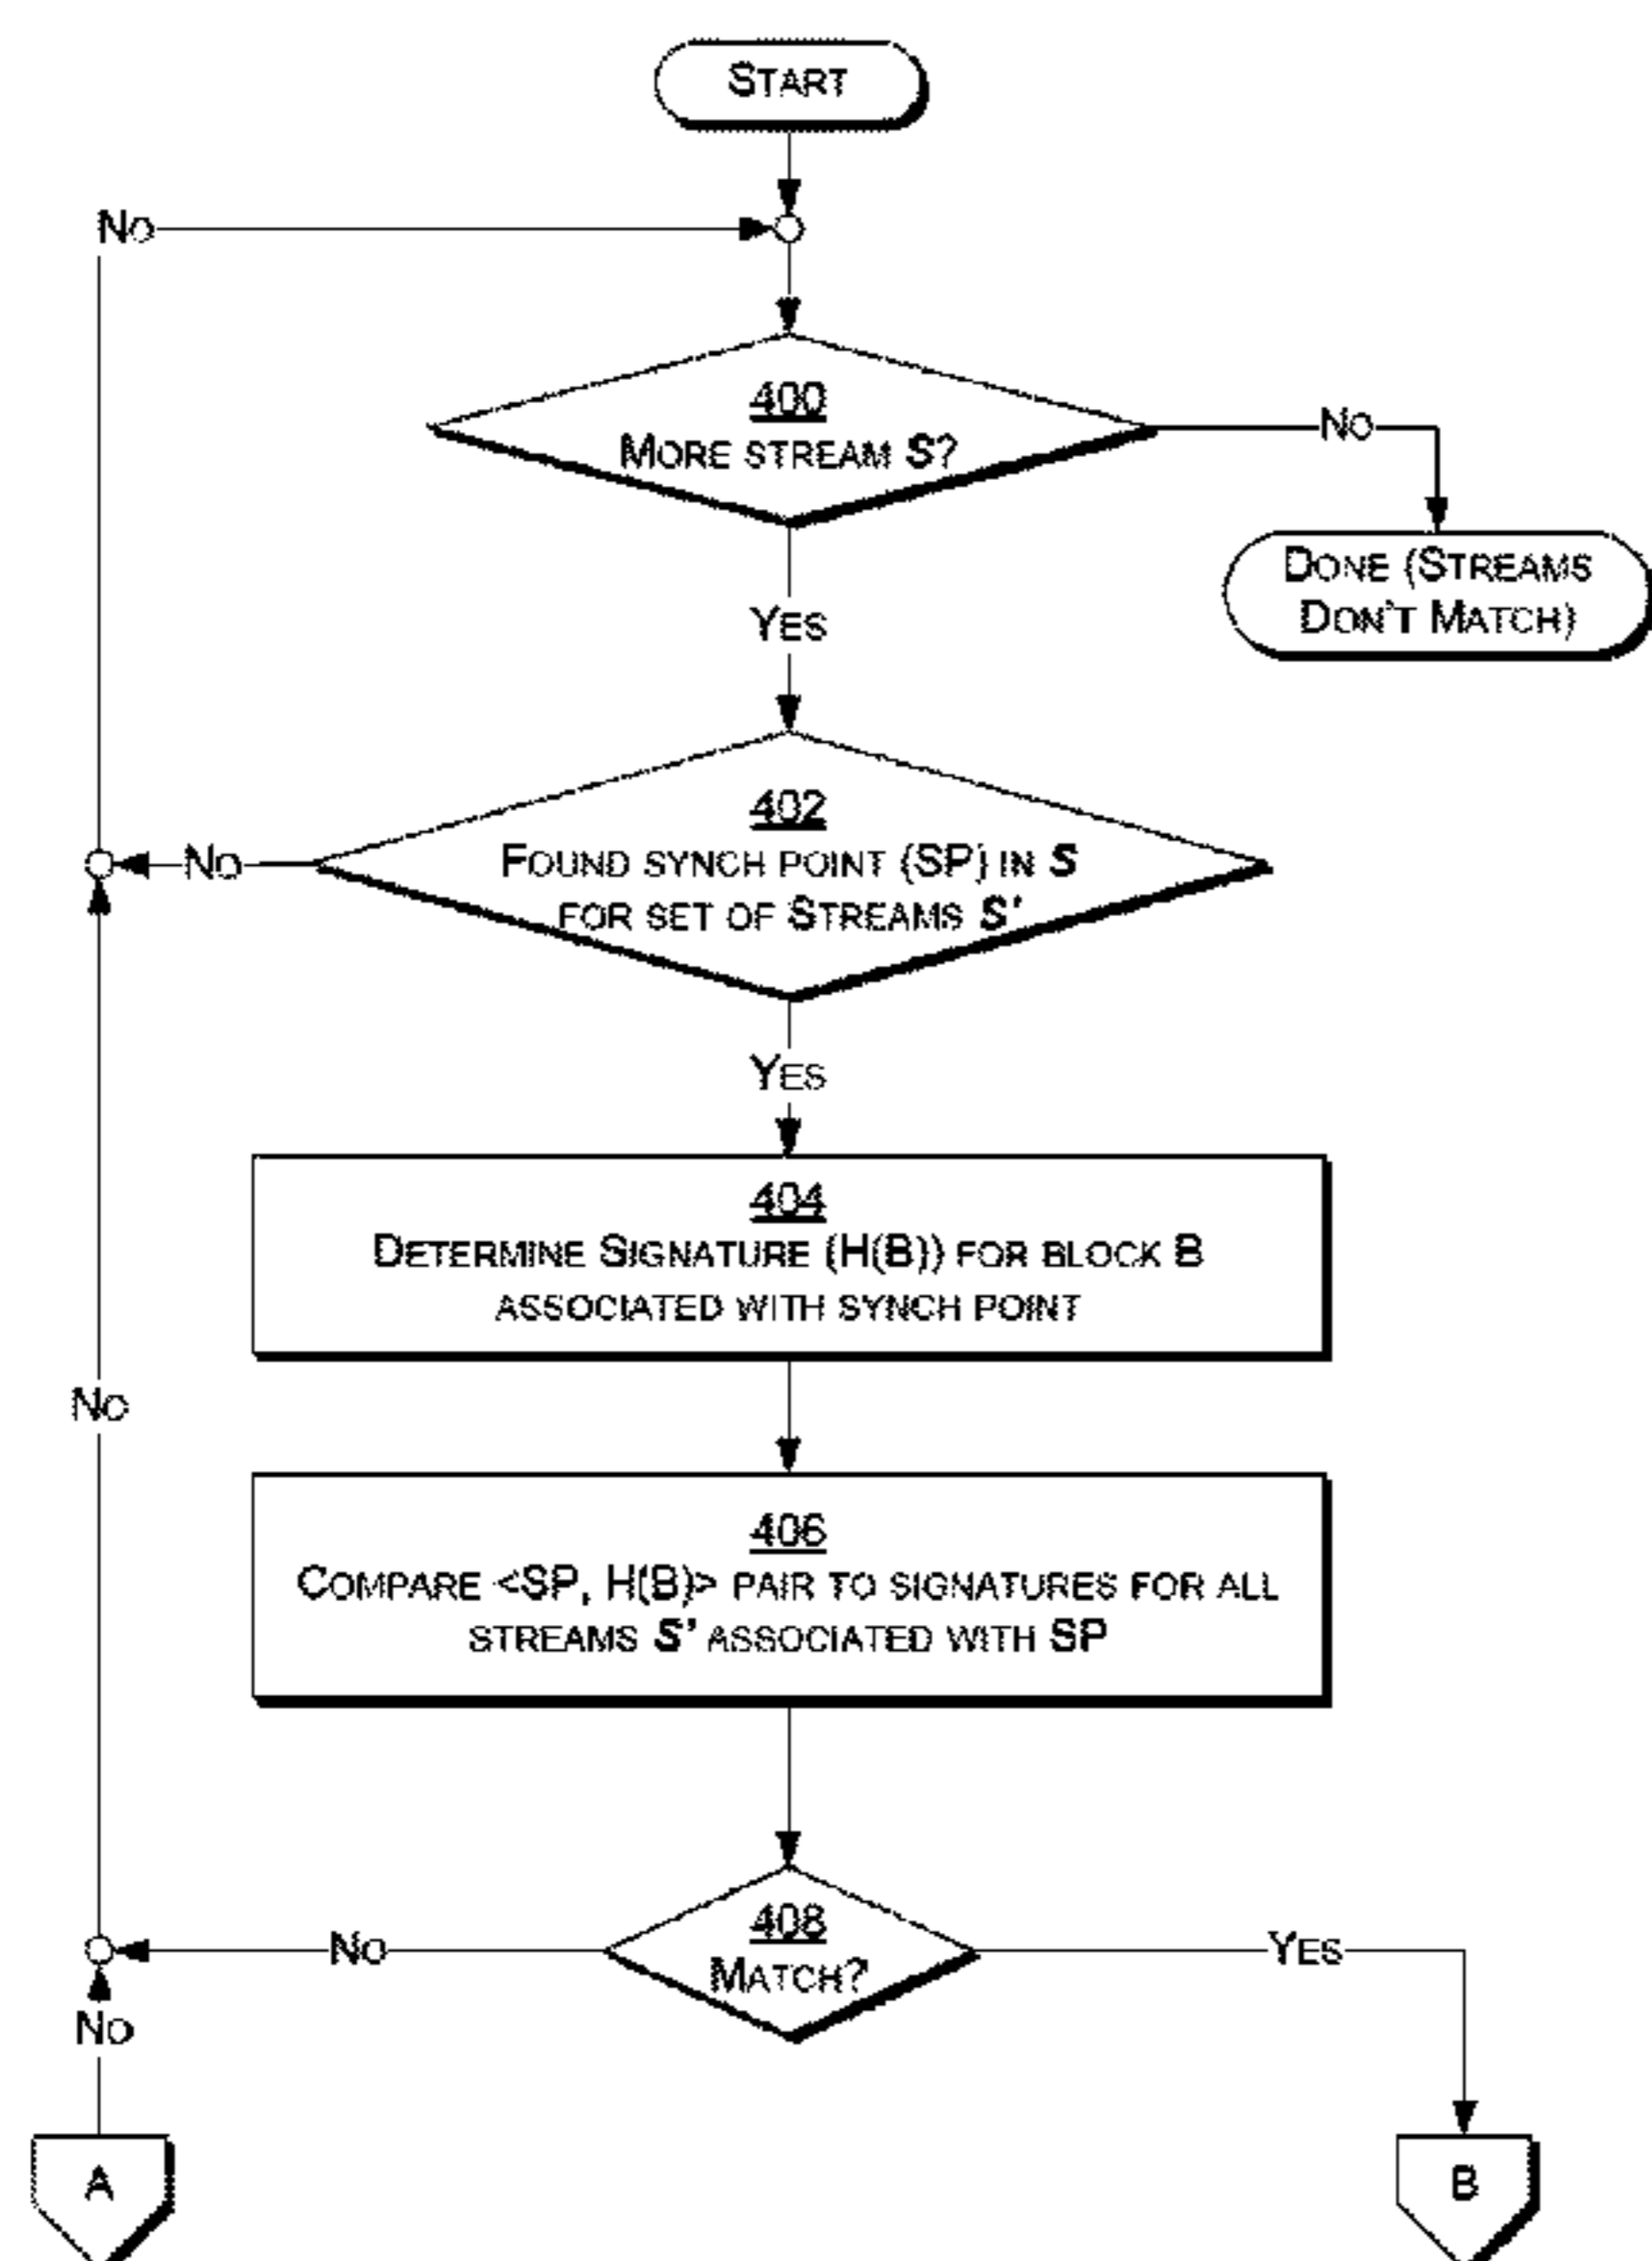 START
NO
400
MORE STREAM S?
NO
DONE (STREAMS
DON'T MATCH)
YES
402
FOUND SYNCH POINT (SP) IN S
FOR SET OF STREAMS S'
NO
YES
404
DETERMINE SIGNATURE (H(B)) FOR BLOCK B
ASSOCIATED WITH SYNCH POINT
NO
406
COMPARE <SP, H(B)> PAIR TO SIGNATURES FOR ALL
STREAMS S' ASSOCIATED WITH SP
408
MATCH?
NO
YES
NO
A
B